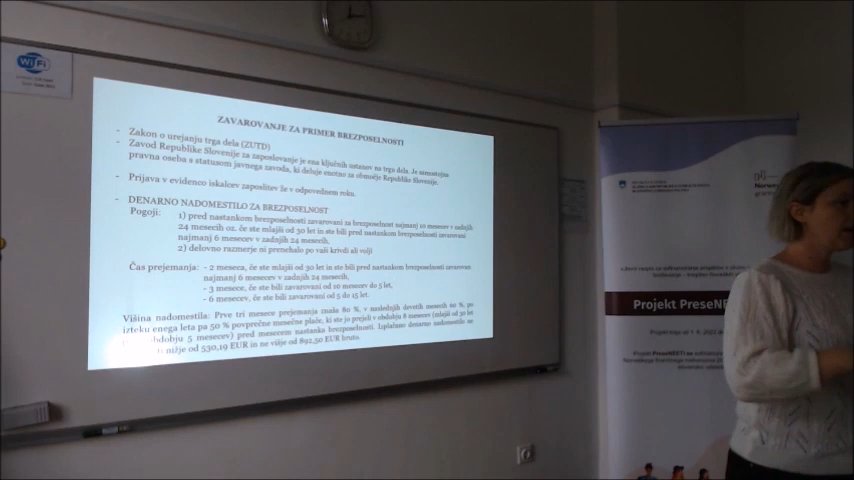 WiFi
ZAVAROVANJE ZA PRIMER BREZPOSELNOSTI
- Zakon o urejanju trga dela (ZUTD)
- Zavod Republike Slovenije za zaposlovanje je ena ključnih ustanov na trgu dela. Je samostojna
pravna oseba s statusom javnega zavoda, ki deluje enotno za območje Republike Slovenije.
- Prijava v evidenco iskalcev zaposlitev že v odpovednem roku.
- DENARNO NADOMESTILO ZA BREZPOSELNOST
Pogoji: 1) pred nastankom brezposelnosti zavarovani za brezposelnost najmanj 10 mesecev v zadnjih
24 mesecih oz. če ste mlajši od 30 let in ste bili pred nastankom brezposelnosti zavarovani
najmanj 6 mesecev v zadnjih 24 mesecih,
2) delovno razmerje ni prenehalo po vaši krivdi ali volji
Čas prejemanja: - 2 meseca, če ste mlajši od 30 let in ste bili pred nastankom brezposelnosti zavarovani
najmanj 6 mesecev v zadnjih 24 mesecih,
- 3 mesece, če ste bili zavarovani od 10 mesecev do 5 let,
- 6 mesecev, če ste bili zavarovani od 5 do 15 let.
Višina nadomestila: Prve tri mesece prejemanja znaša 80 %, v naslednjih devetih mesecih 60 %, po
izteku enega leta pa 50 % povprečne mesečne plače, ki ste jo prejeli v obdobju 8 mesecev (mlajši od 30 let
obdobju 5 mesecev) pred mesecem nastanka brezposelnosti. Izplačano denarno nadomestilo ne
nižje od 530,19 EUR in ne višje od 892,50 EUR bruto.
Norway
grants
Projekt PreseNE